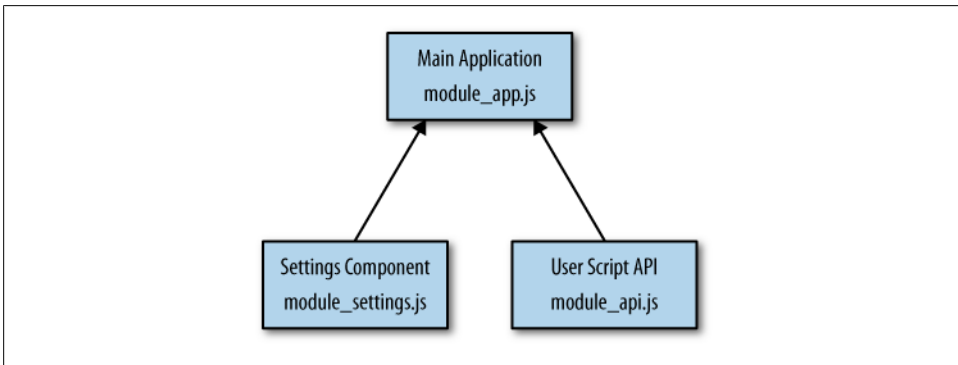 Main Application
module_app.js
Settings Component
module_settings.js
User Script API
module_api.js